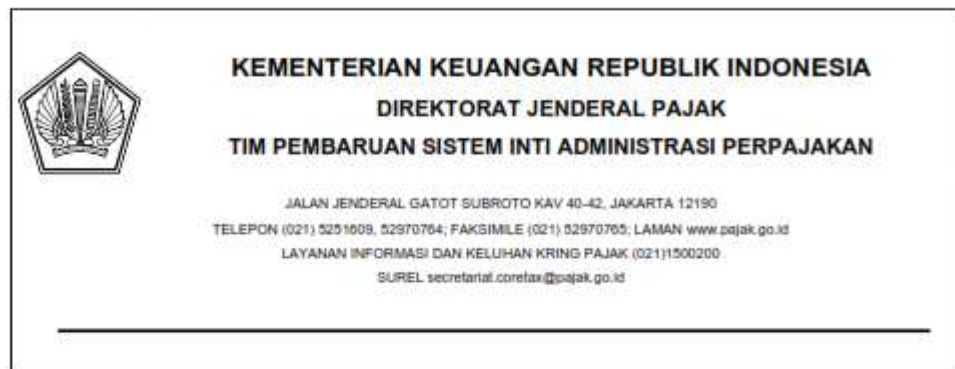 KEMENTERIAN KEUANGAN REPUBLIK INDONESIA
DIREKTORAT JENDERAL PAJAK
TIM PEMBARUAN SISTEM INTI ADMINISTRASI PERPAJAKAN
JALAN JENDERAL GATOT SUBROTO KAV 40-42, JAKARTA 12190
TELEPON (021) 5251609, 52970764; FAKSIMILE (021) 52970765; LAMAN www.pajak.go.id
LAYANAN INFORMASI DAN KELUHAN KRING PAJAK (021)1500200
SUREL secretariat.coretax@pajak.go.id